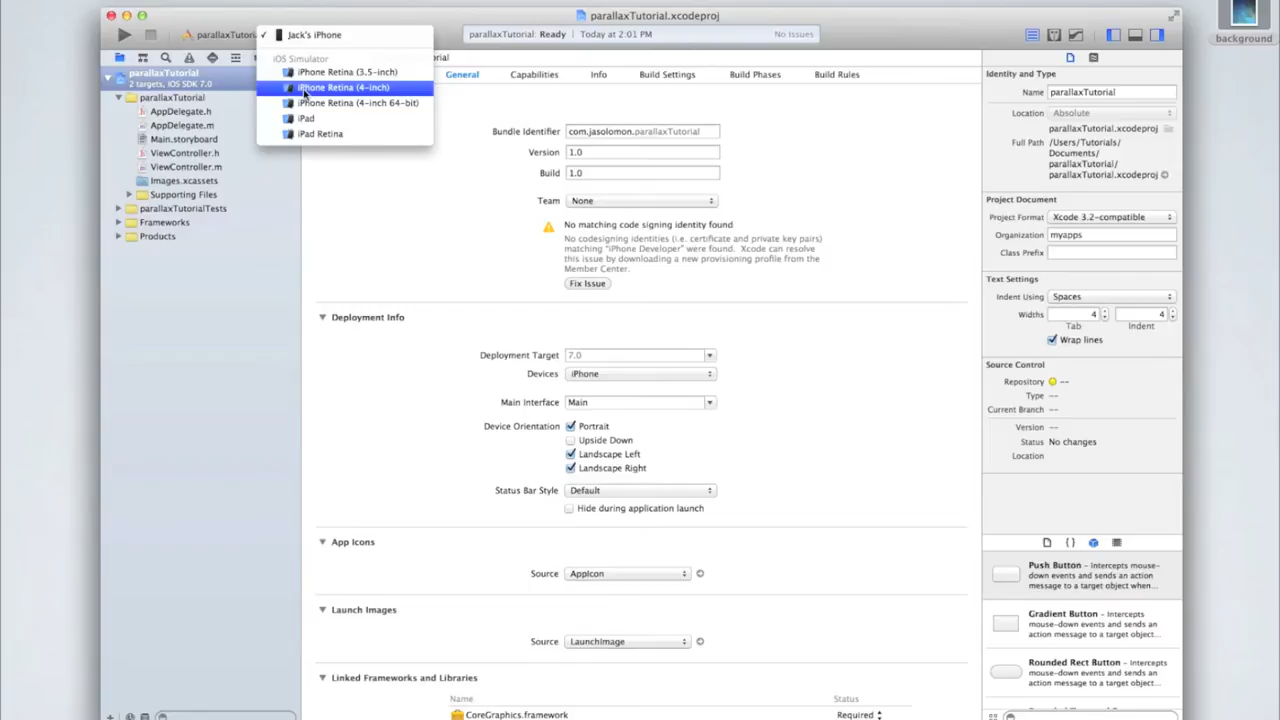 parallaxTutorial.xcodeproj
parallaxTutoria
✓ Jack's iPhone
parallaxTutorial: Ready | Today at 2:01 PM
No Issues
background
iOS Simulator
iPhone Retina (3.5-inch)
iPhone Retina (4-inch)
iPhone Retina (4-inch 64-bit)
iPad
iPad Retina
rial
parallaxTutorial
2 targets, iOS SDK 7.0
parallaxTutorial
AppDelegate.h
AppDelegate.m
Main.storyboard
ViewController.h
ViewController.m
Images.xcassets
Supporting Files
parallaxTutorialTests
Frameworks
Products
General
Capabilities
Info
Build Settings
Build Phases
Build Rules
Bundle Identifier com.jasolomon.parallaxTutorial
Version 1.0
Build 1.0
Team None
No matching code signing identity found
No codesigning identities (i.e. certificate and private key pairs)
matching "iPhone Developer" were found. Xcode can resolve
this issue by downloading a new provisioning profile from the
Member Center.
Fix Issue
Deployment Info
Deployment Target 7.0
Devices iPhone
Main Interface Main
Device Orientation Portrait
Upside Down
Landscape Left
Landscape Right
Status Bar Style Default
Hide during application launch
App Icons
Source AppIcon
Launch Images
Source LaunchImage
Linked Frameworks and Libraries
Name
Status
CoreGraphics.framework
Required
Identity and Type
Name parallaxTutorial
Location Absolute
parallaxTutorial.xcodeproj
Full Path /Users/Tutorials/
Documents/
parallaxTutorial/
parallaxTutorial.xcodeproj
Project Document
Project Format Xcode 3.2-compatible
Organization myapps
Class Prefix
Text Settings
Indent Using Spaces
Widths 4 4
Tab Indent
Wrap lines
Source Control
Repository --
Type --
Current Branch --
Version --
Status No changes
Location
{ }
Push Button - Intercepts mouse-
down events and sends an action
message to a target object when...
Gradient Button - Intercepts
mouse-down events and sends an
action message to a target object...
Rounded Rect Button - Intercepts
mouse-down events and sends an
action message to a target object...